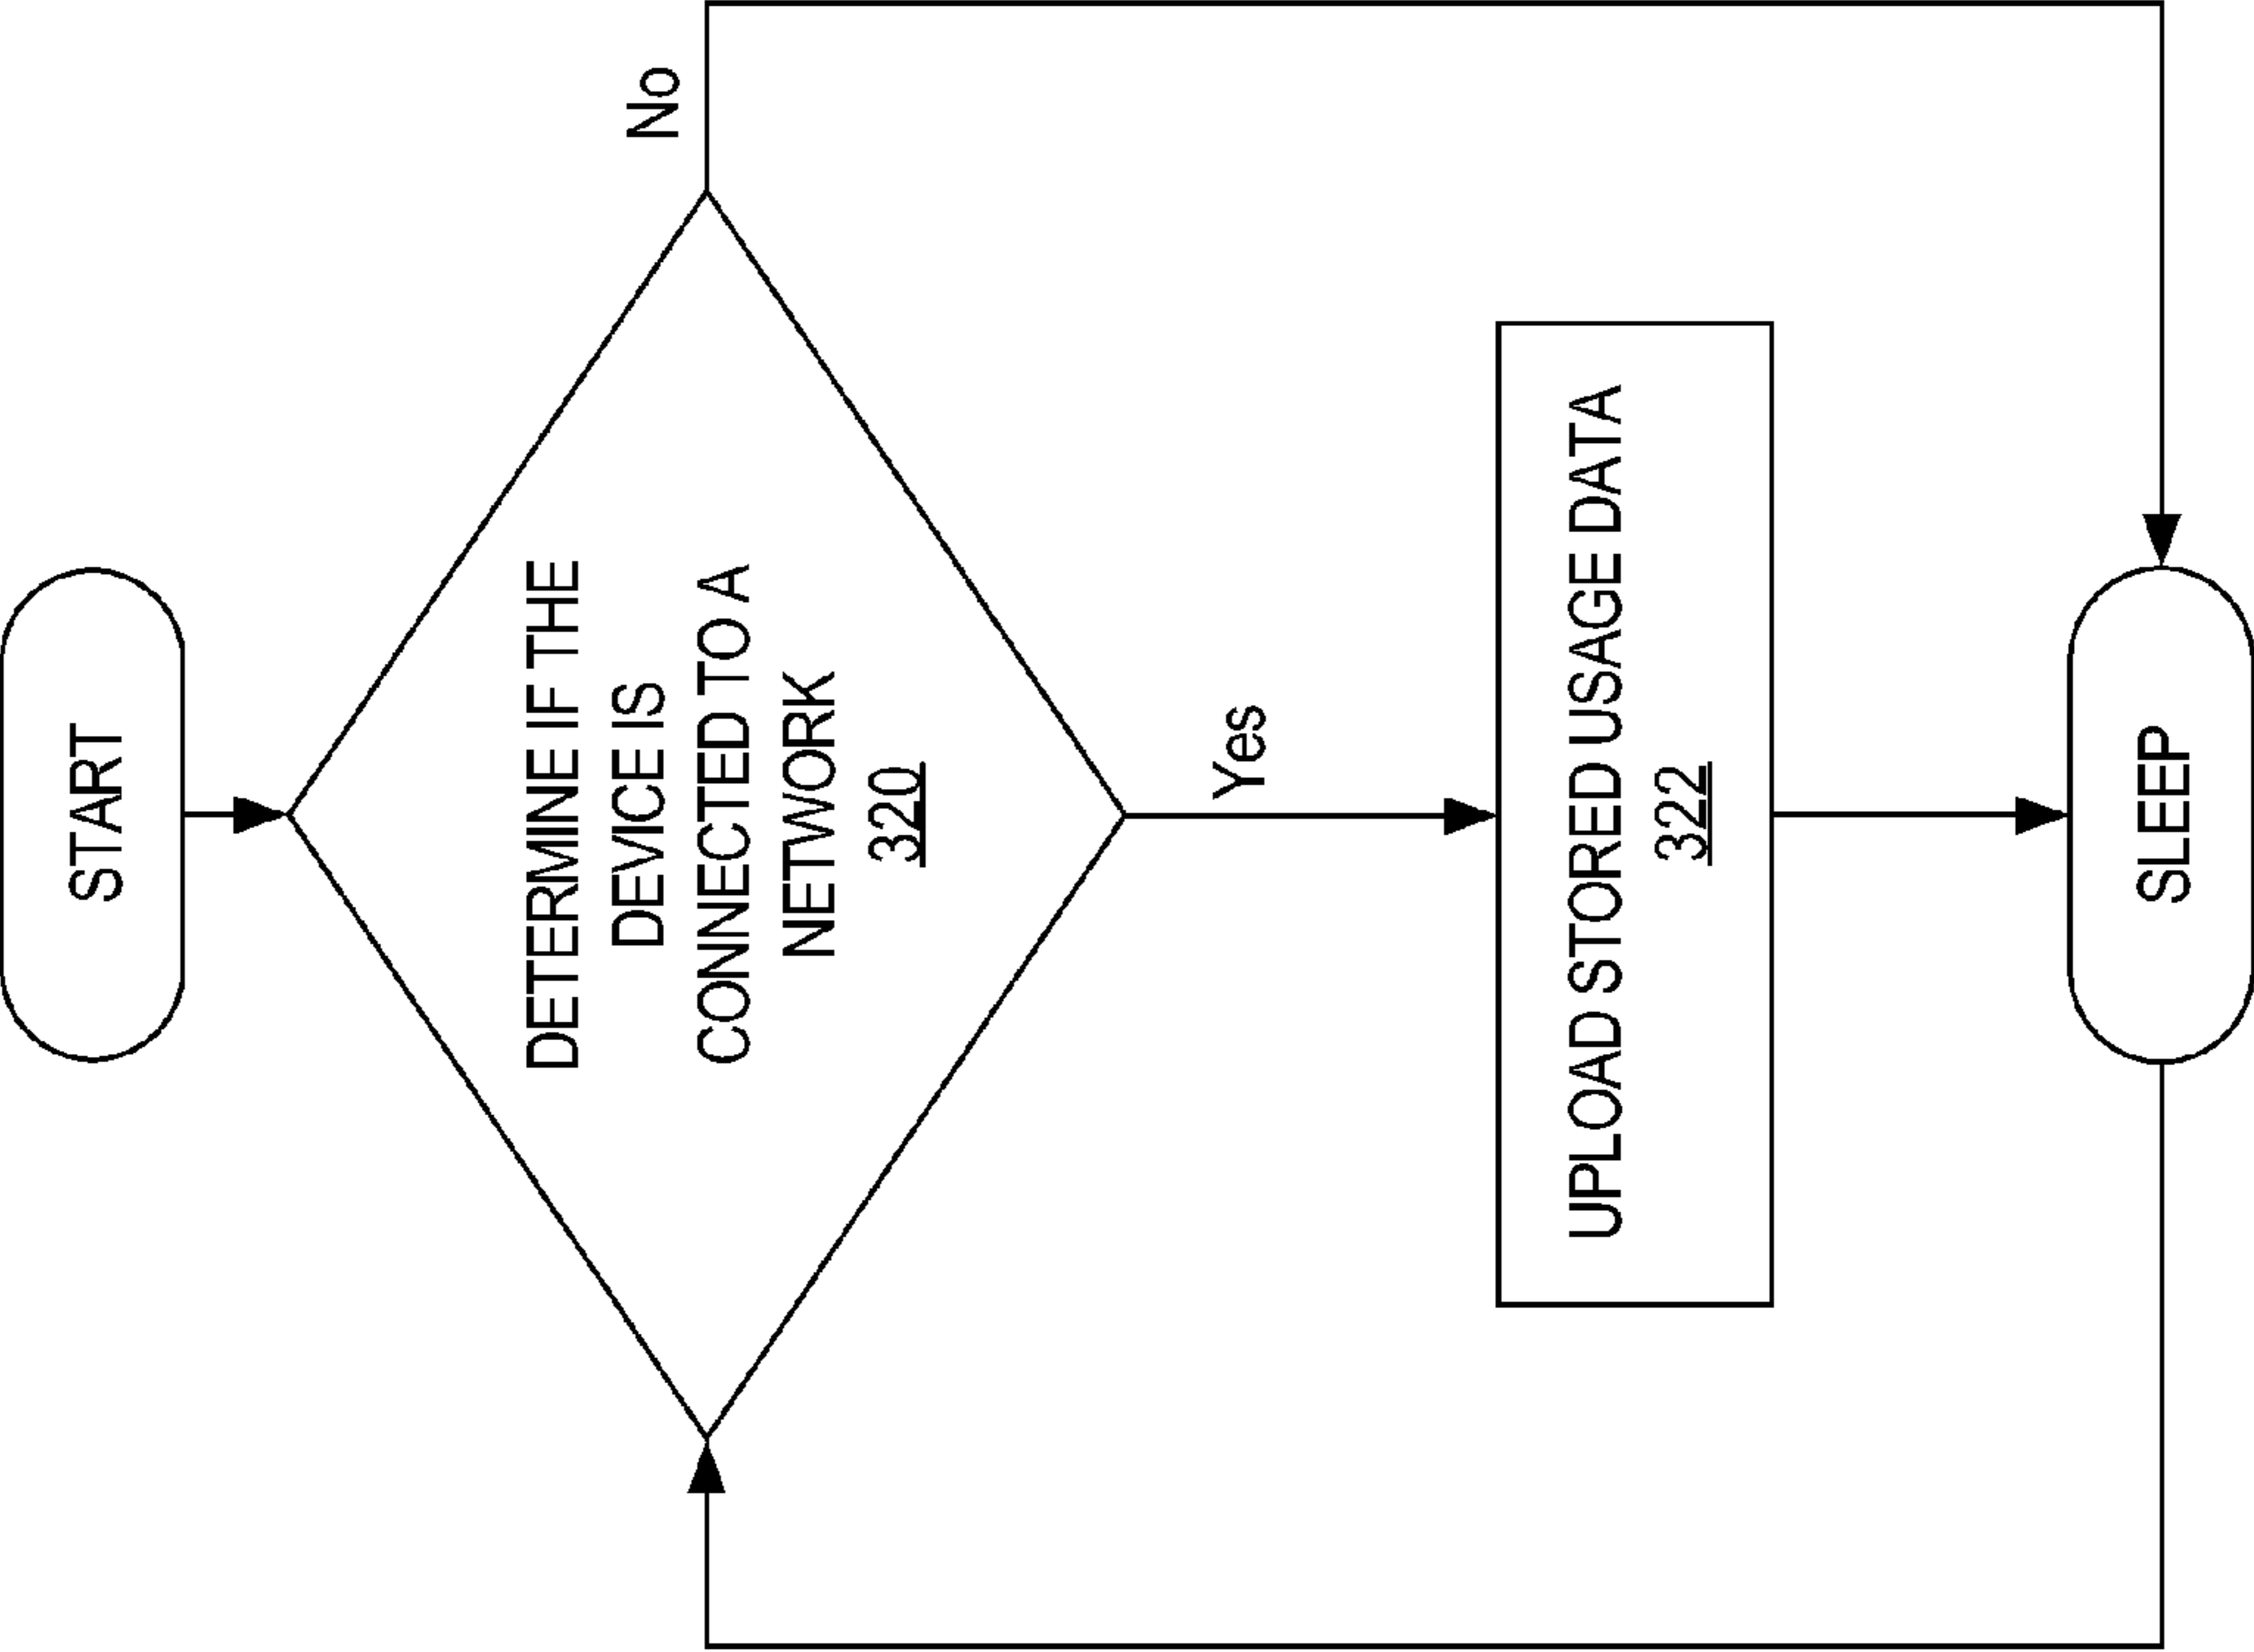 START
DETERMINE IF THE
DEVICE IS
CONNECTED TO A
NETWORK
320
No
Yes
UPLOAD STORED USAGE DATA
322
SLEEP